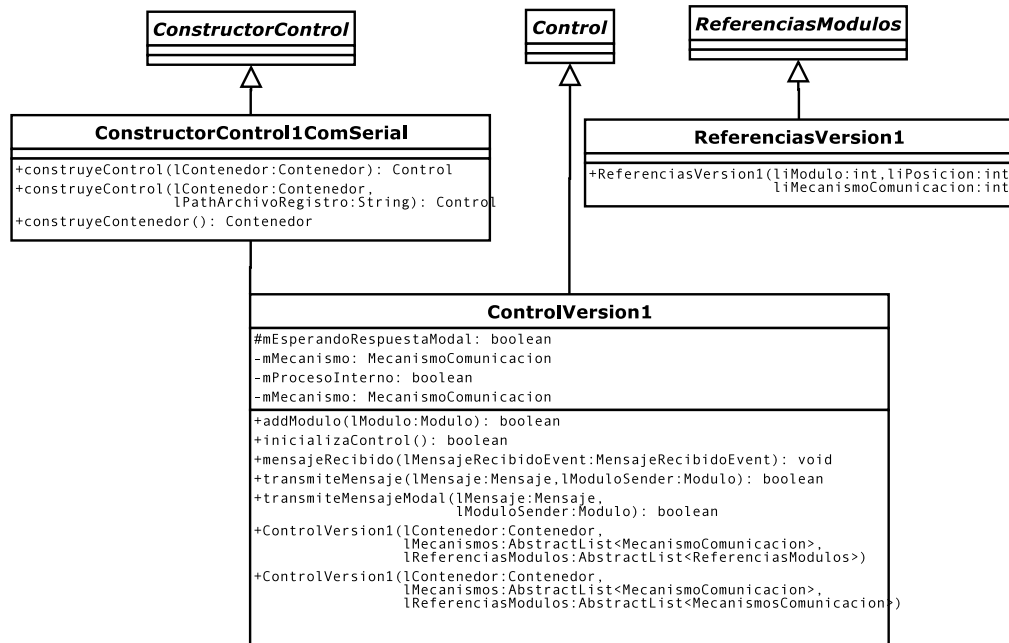 ConstructorControl
Control
ReferenciasModulos
ConstructorControl1ComSerial
+construyeControl(lContenedor:Contenedor): Control
+construyeControl(lContenedor:Contenedor,
lPathArchivoRegistro:String): Control
+construyeContenedor(): Contenedor
ReferenciasVersion1
+ReferenciasVersion1(liModulo:int,liPosicion:int
liMecanismoComunicacion:int
ControlVersion1
#mEsperandoRespuestaModal: boolean
-mMecanismo: MecanismoComunicacion
-mProcesoInterno: boolean
-mMecanismo: MecanismoComunicacion
+addModulo(lModulo:Modulo): boolean
+inicializaControl(): boolean
+mensajeRecibido(lMensajeRecibidoEvent:MensajeRecibidoEvent): void
+transmiteMensaje(lMensaje:Mensaje,lModuloSender:Modulo): boolean
+transmiteMensajeModal(lMensaje:Mensaje,
lModuloSender:Modulo): boolean
+ControlVersion1(lContenedor:Contenedor,
lMecanismos:AbstractList<MecanismoComunicacion>,
lReferenciasModulos:AbstractList<ReferenciasModulos>)
+ControlVersion1(lContenedor:Contenedor,
lMecanismos:AbstractList<MecanismoComunicacion>,
lReferenciasModulos:AbstractList<MecanismosComunicacion>)